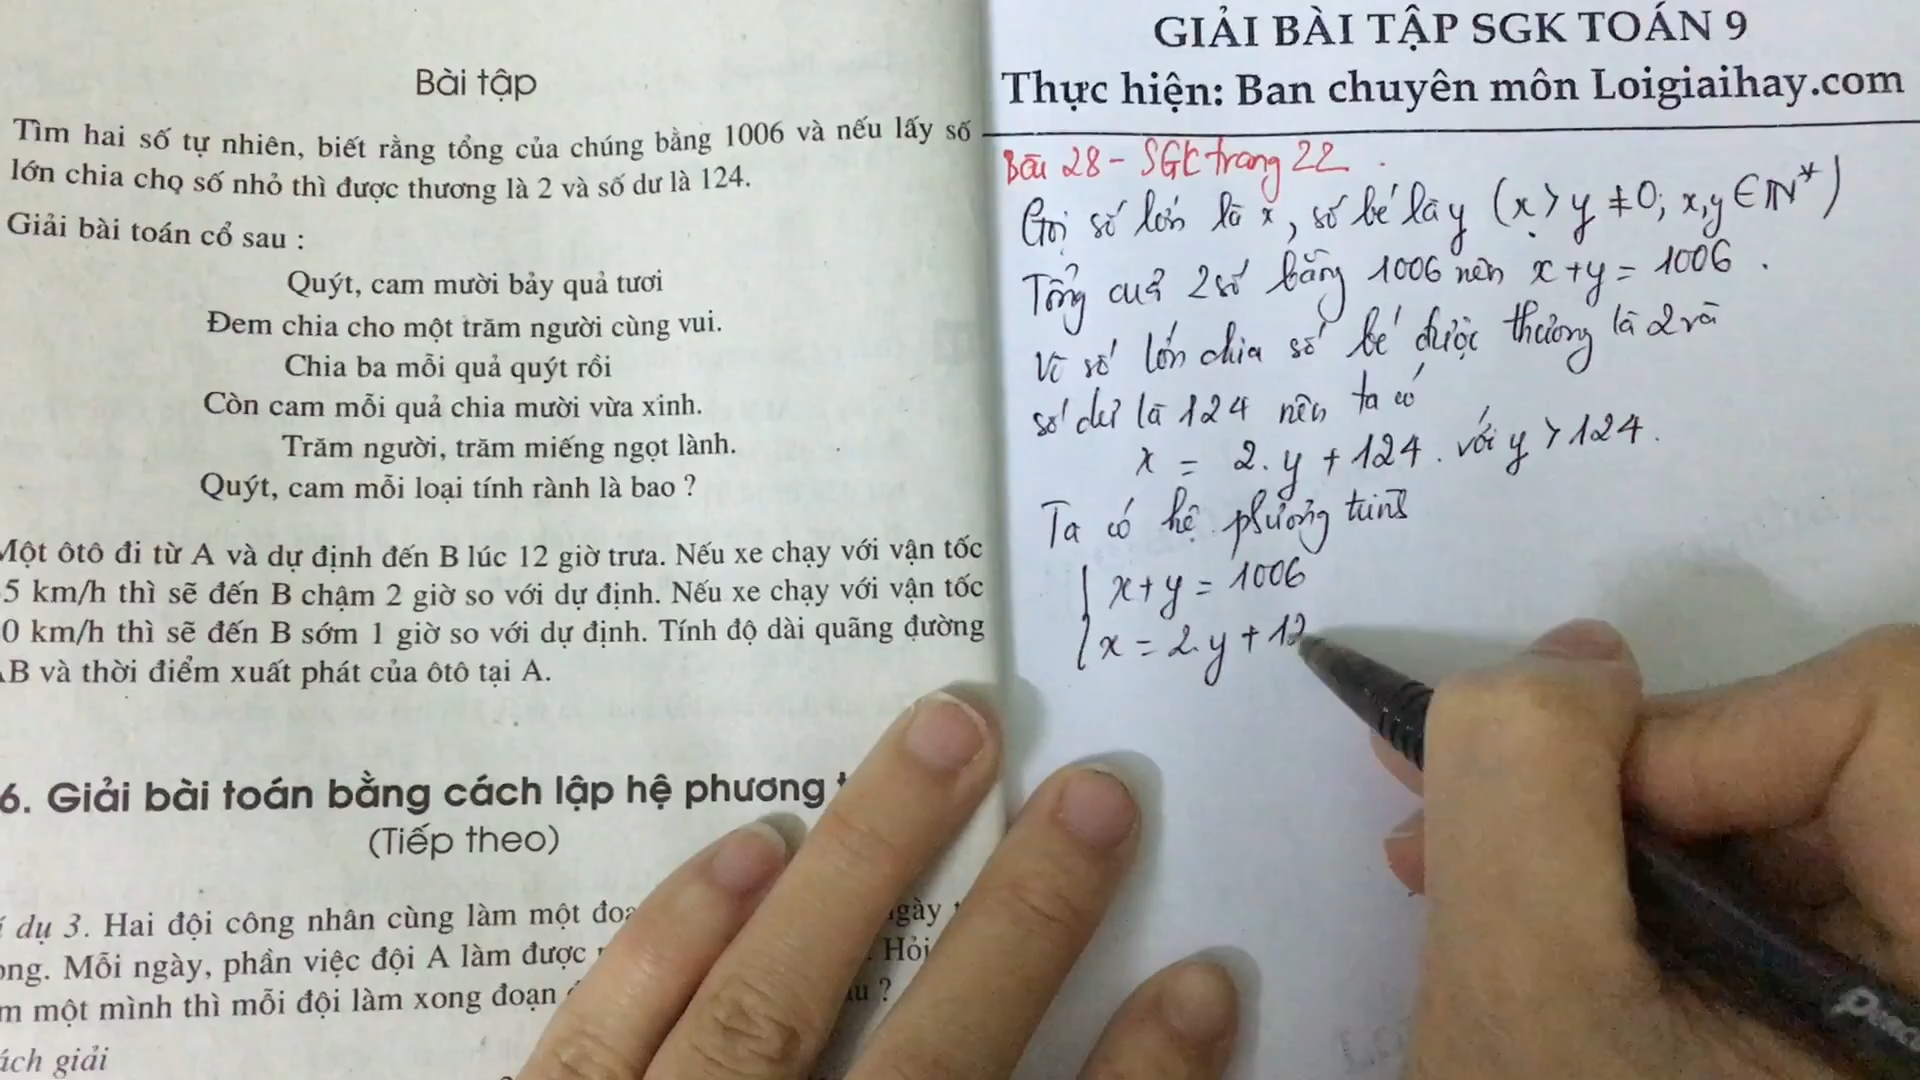 Bài tập
Tìm hai số tự nhiên, biết rằng tổng của chúng bằng 1006 và nếu lấy số
lớn chia cho số nhỏ thì được thương là 2 và số dư là 124.
Giải bài toán cổ sau :
Quýt, cam mười bảy quả tươi
Đem chia cho một trăm người cùng vui.
Chia ba mỗi quả quýt rồi
Còn cam mỗi quả chia mười vừa xinh.
Trăm người, trăm miếng ngọt lành.
Quýt, cam mỗi loại tính rành là bao ?
Một ôtô đi từ A và dự định đến B lúc 12 giờ trưa. Nếu xe chạy với vận tốc
5 km/h thì sẽ đến B chậm 2 giờ so với dự định. Nếu xe chạy với vận tốc
0 km/h thì sẽ đến B sớm 1 giờ so với dự định. Tính độ dài quãng đường
AB và thời điểm xuất phát của ôtô tại A.
6. Giải bài toán bằng cách lập hệ phương
(Tiếp theo)
dụ 3. Hai đội công nhân cùng làm một
Mỗi ngày, phần việc đội A làm được Hỏi
một mình thì mỗi đội làm xong đoạn ?
giải
GIẢI BÀI TẬP SGK TOÁN 9
Thực hiện: Ban chuyên môn Loigiaihay.com
Bài 28 - SGK trang 22.
Gọi số lớn là x, số bé là y (x > y ≠ 0; x, y ∈ ℕ*)
Tổng của 2 số bằng 1006 nên x + y = 1006.
Vì số lớn chia số bé được thương là 2 và
số dư là 124 nên ta có
x = 2.y + 124. với y > 124.
Ta có hệ phương trình
{ x + y = 1006
{ x = 2.y + 12